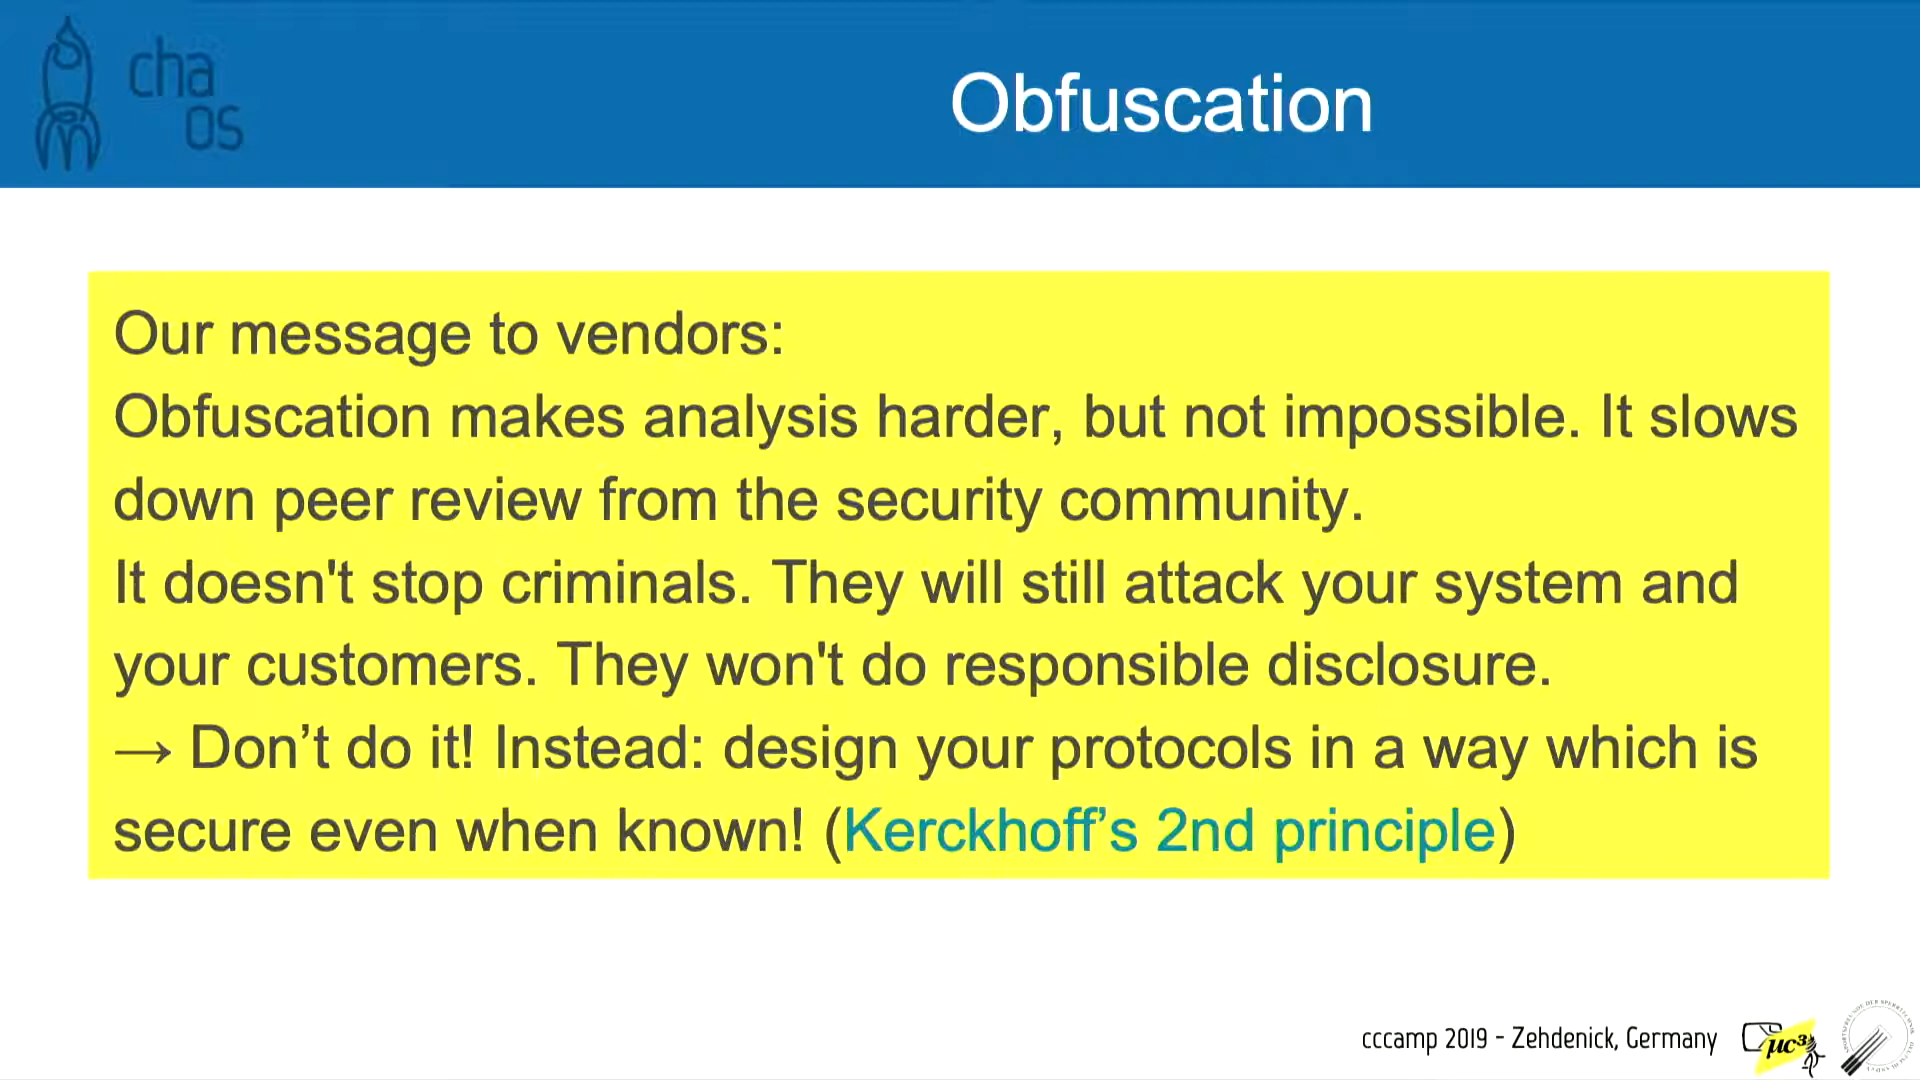 cha
os
Obfuscation
Our message to vendors:
Obfuscation makes analysis harder, but not impossible. It slows
down peer review from the security community.
It doesn't stop criminals. They will still attack your system and
your customers. They won't do responsible disclosure.
→ Don’t do it! Instead: design your protocols in a way which is
secure even when known! (Kerckhoff’s 2nd principle)
cccamp 2019 - Zehdenick, Germany
µc³